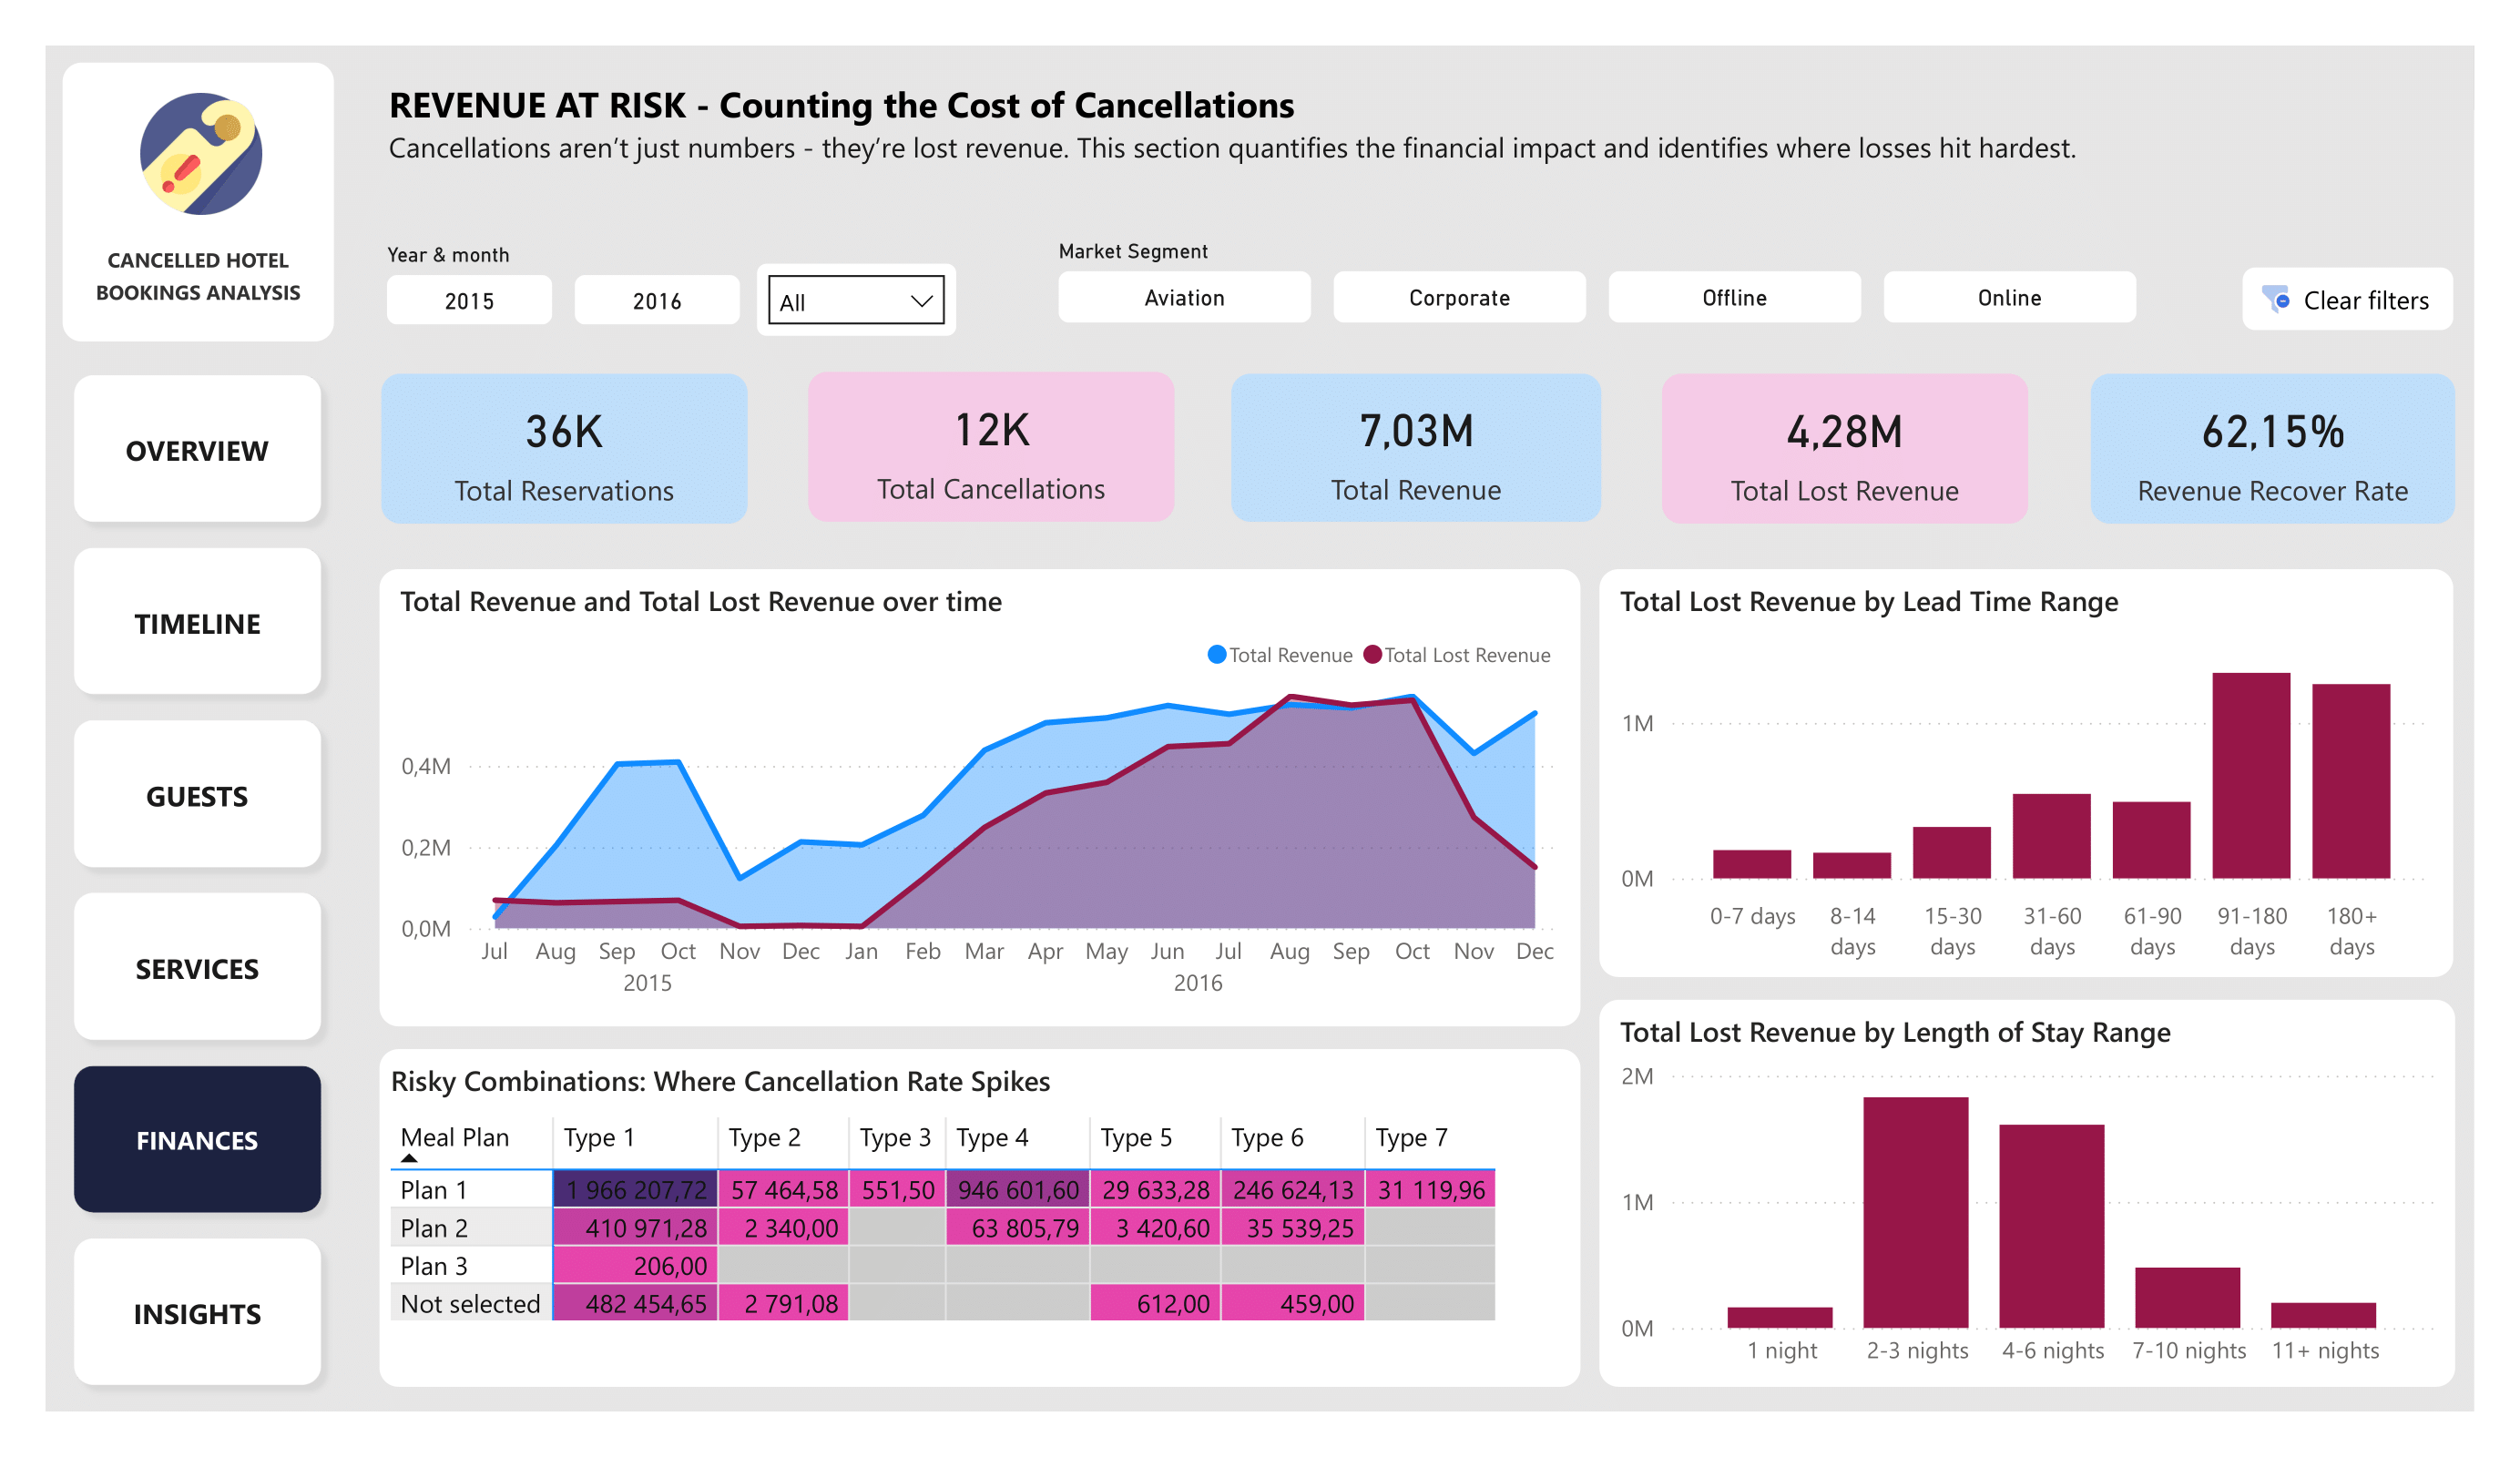 REVENUE AT RISK - Counting the Cost of Cancellations
Cancellations aren’t just numbers - they’re lost revenue. This section quantifies the financial impact and identifies where losses hit hardest.
CANCELLED HOTEL
BOOKINGS ANALYSIS
Year & month
2015
2016
All
Market Segment
Aviation
Corporate
Offline
Online
Clear filters
OVERVIEW
TIMELINE
GUESTS
SERVICES
FINANCES
INSIGHTS
36K
Total Reservations
12K
Total Cancellations
7,03M
Total Revenue
4,28M
Total Lost Revenue
62,15%
Revenue Recover Rate
Total Revenue and Total Lost Revenue over time
Total Revenue Total Lost Revenue
0,4M
0,2M
0,0M
Jul Aug Sep Oct Nov Dec Jan Feb Mar Apr May Jun Jul Aug Sep Oct Nov Dec
2015 2016
Total Lost Revenue by Lead Time Range
1M
0M
0-7 days 8-14 15-30 31-60 61-90 91-180 180+
days days days days days days
Risky Combinations: Where Cancellation Rate Spikes
Meal Plan Type 1 Type 2 Type 3 Type 4 Type 5 Type 6 Type 7
Plan 1 1 966 207,72 57 464,58 551,50 946 601,60 29 633,28 246 624,13 31 119,96
Plan 2 410 971,28 2 340,00 63 805,79 3 420,60 35 539,25
Plan 3 206,00
Not selected 482 454,65 2 791,08 612,00 459,00
Total Lost Revenue by Length of Stay Range
2M
1M
0M
1 night 2-3 nights 4-6 nights 7-10 nights 11+ nights